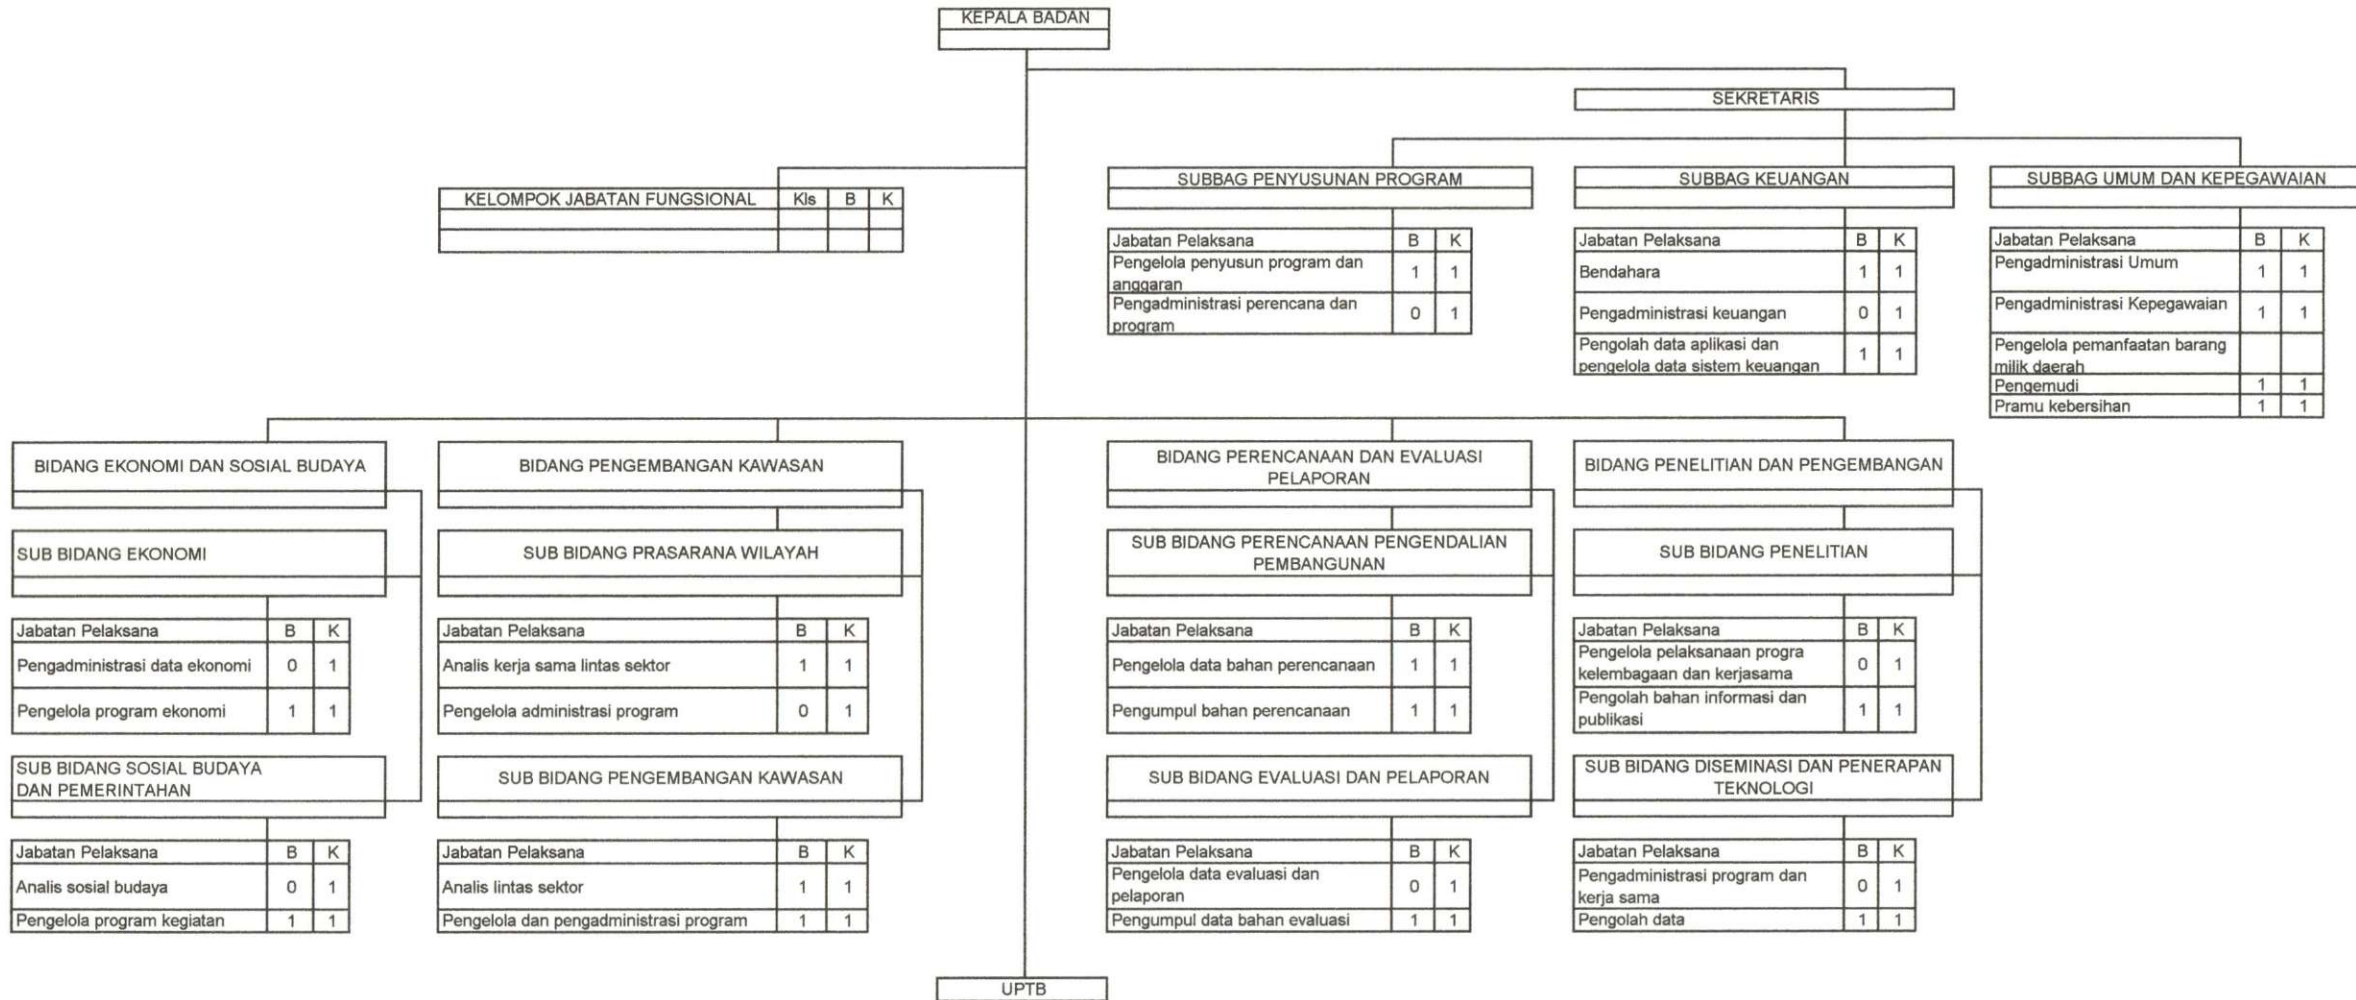 KEPALA BADAN
SEKRETARIS
KELOMPOK JABATAN FUNGSIONAL Kls B K
SUBBAG PENYUSUNAN PROGRAM
Jabatan Pelaksana B K
Pengelola penyusun program dan
anggaran 1 1
Pengadministrasi perencana dan
program 0 1
SUBBAG KEUANGAN
Jabatan Pelaksana B K
Bendahara 1 1
Pengadministrasi keuangan 0 1
Pengolah data aplikasi dan
pengelola data sistem keuangan 1 1
SUBBAG UMUM DAN KEPEGAWAIAN
Jabatan Pelaksana B K
Pengadministrasi Umum 1 1
Pengadministrasi Kepegawaian 1 1
Pengelola pemanfaatan barang
milik daerah
Pengemudi 1 1
Pramu kebersihan 1 1
BIDANG EKONOMI DAN SOSIAL BUDAYA
SUB BIDANG EKONOMI
Jabatan Pelaksana B K
Pengadministrasi data ekonomi 0 1
Pengelola program ekonomi 1 1
SUB BIDANG SOSIAL BUDAYA
DAN PEMERINTAHAN
Jabatan Pelaksana B K
Analis sosial budaya 0 1
Pengelola program kegiatan 1 1
BIDANG PENGEMBANGAN KAWASAN
SUB BIDANG PRASARANA WILAYAH
Jabatan Pelaksana B K
Analis kerja sama lintas sektor 1 1
Pengelola administrasi program 0 1
SUB BIDANG PENGEMBANGAN KAWASAN
Jabatan Pelaksana B K
Analis lintas sektor 1 1
Pengelola dan pengadministrasi program 1 1
BIDANG PERENCANAAN DAN EVALUASI
PELAPORAN
SUB BIDANG PERENCANAAN PENGENDALIAN
PEMBANGUNAN
Jabatan Pelaksana B K
Pengelola data bahan perencanaan 1 1
Pengumpul bahan perencanaan 1 1
SUB BIDANG EVALUASI DAN PELAPORAN
Jabatan Pelaksana B K
Pengelola data evaluasi dan
pelaporan 0 1
Pengumpul data bahan evaluasi 1 1
BIDANG PENELITIAN DAN PENGEMBANGAN
SUB BIDANG PENELITIAN
Jabatan Pelaksana B K
Pengelola pelaksanaan progra
kelembagaan dan kerjasama 0 1
Pengolah bahan informasi dan
publikasi 1 1
SUB BIDANG DISEMINASI DAN PENERAPAN
TEKNOLOGI
Jabatan Pelaksana B K
Pengadministrasi program dan
kerja sama 0 1
Pengolah data 1 1
UPTB